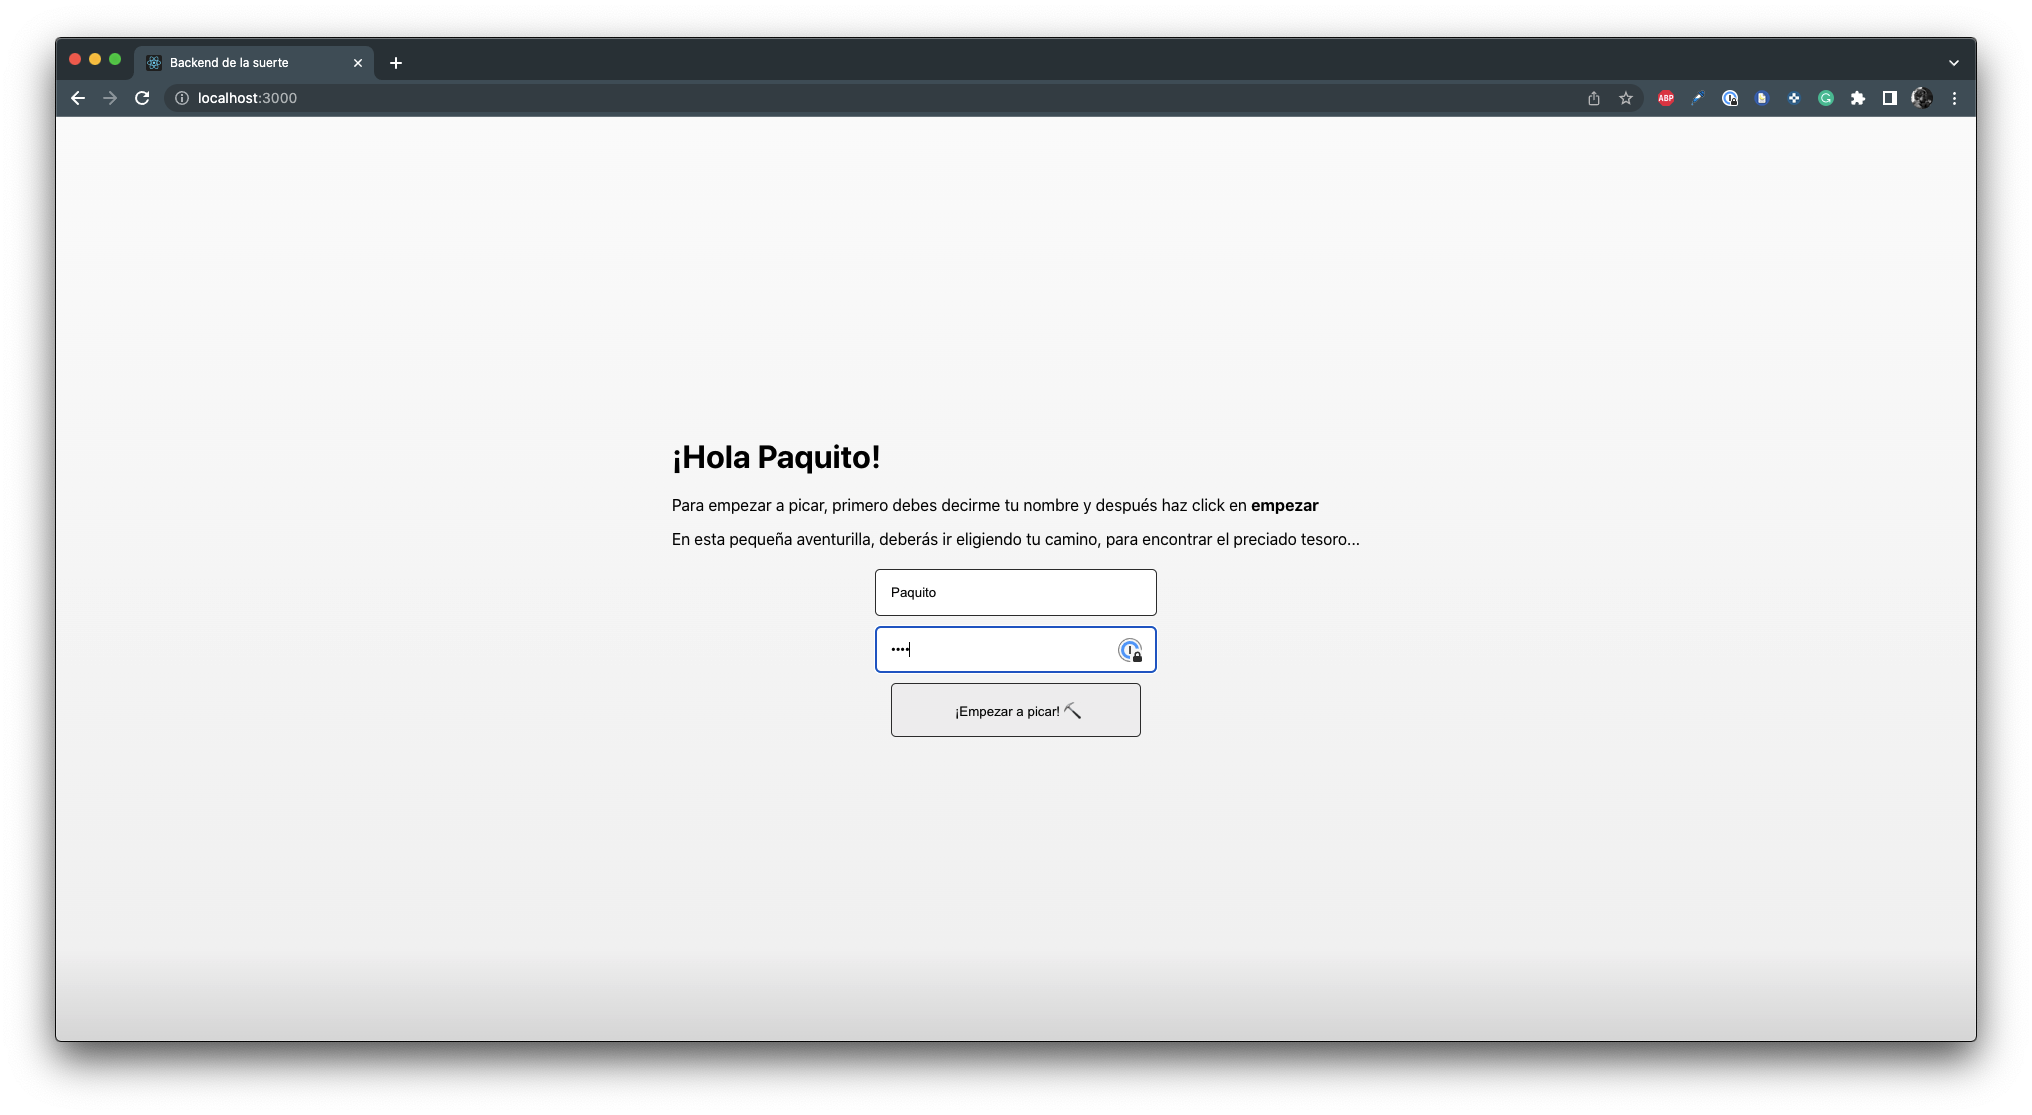 Backend de la suerte
localhost:3000
ABP
¡Hola Paquito!
Para empezar a picar, primero debes decirme tu nombre y después haz click en empezar
En esta pequeña aventurilla, deberás ir eligiendo tu camino, para encontrar el preciado tesoro...
Paquito
••••
¡Empezar a picar! ⛏